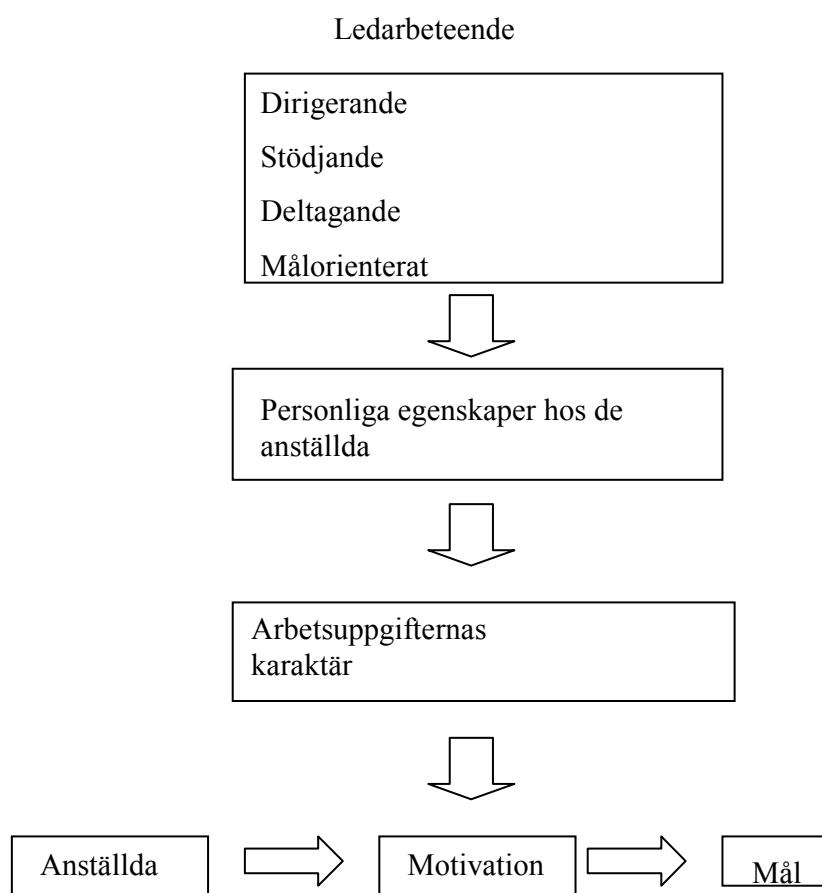 Ledarbeteende
Dirigerande
Stödjande
Deltagande
Målorienterat
Personliga egenskaper hos de
anställda
Arbetsuppgifternas
karaktär
Anställda
Motivation
Mål